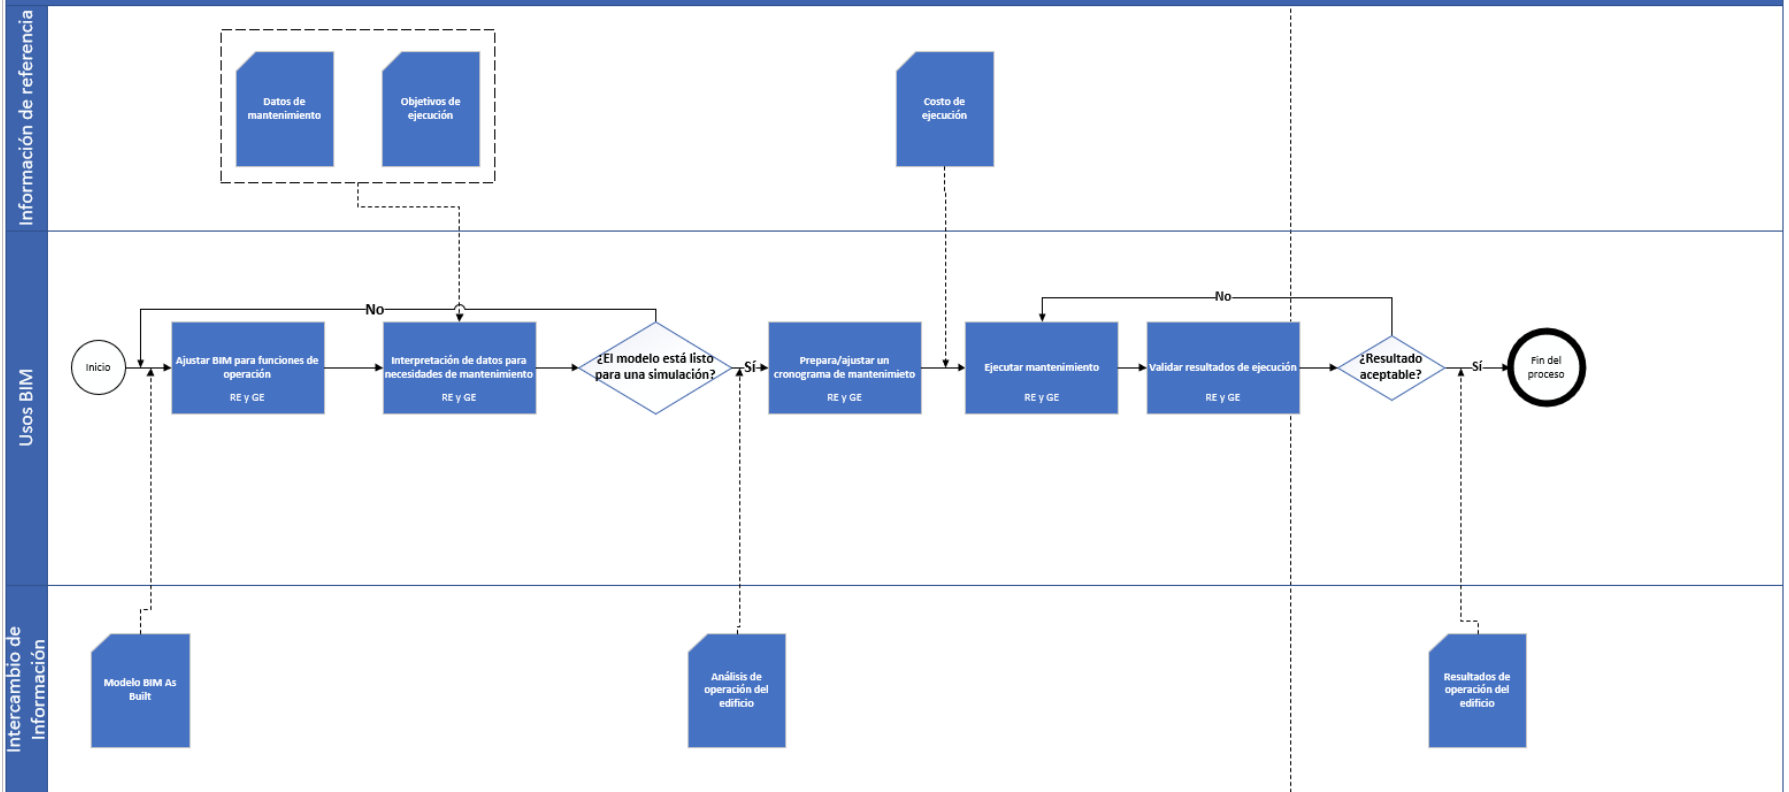 Información de referencia
Datos de
mantenimiento
Objetivos de
ejecución
Costo de
ejecución
Usos BIM
Inicio
No
Ajustar BIM para funciones de
operación
RE y GE
Interpretación de datos para
necesidades de mantenimiento
RE y GE
¿El modelo está listo
para una simulación?
Sí
Prepara/ajustar un
cronograma de mantenimieto
RE y GE
Ejecutar mantenimiento
RE y GE
No
Validar resultados de ejecución
RE y GE
¿Resultado
aceptable?
Sí
Fin del
proceso
Intercambio de
Información
Modelo BIM As
Built
Análisis de
operación del
edificio
Resultados de
operación del
edificio